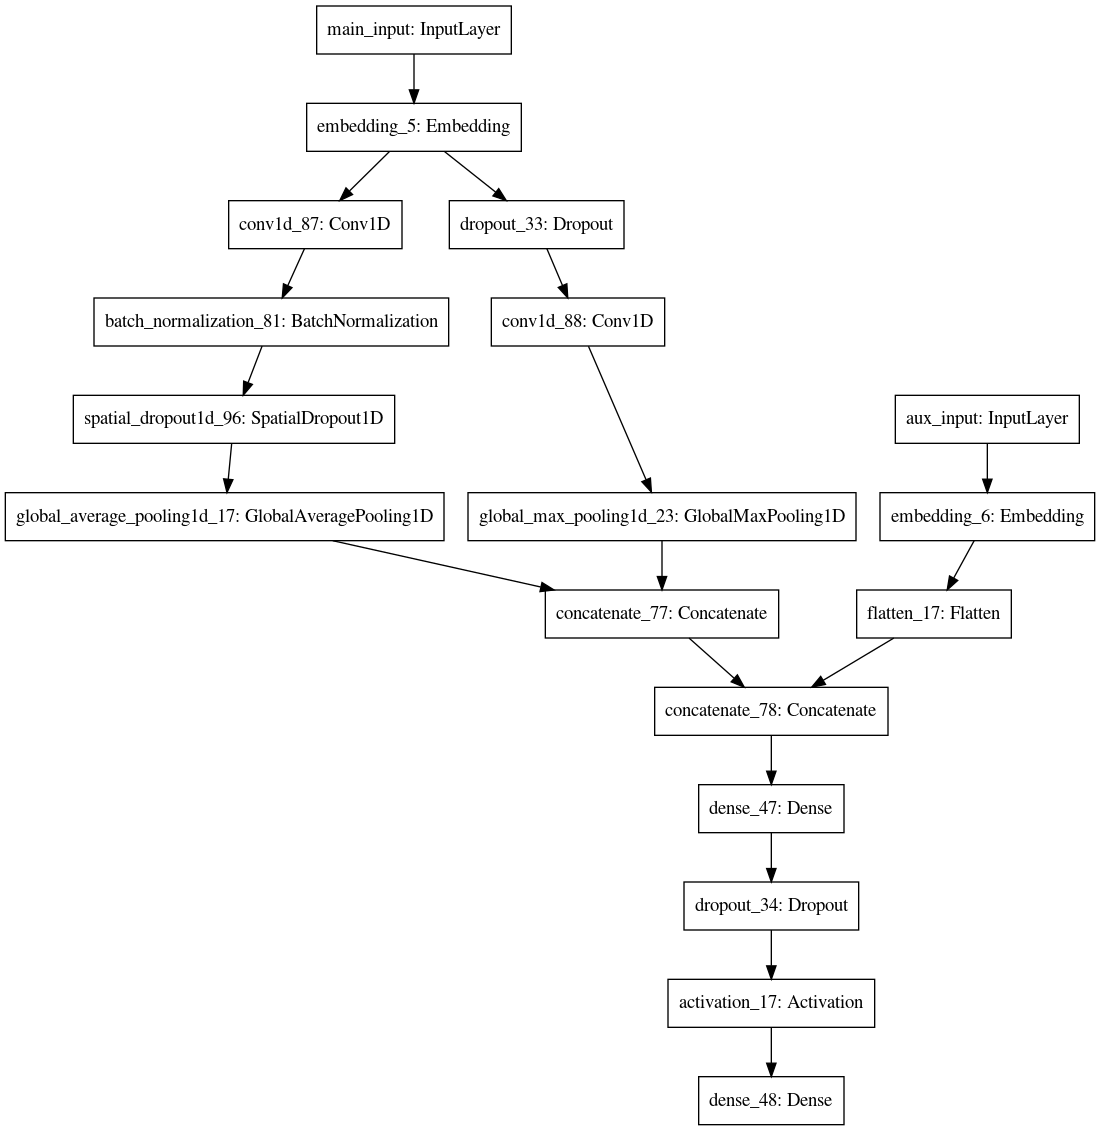 main_input: InputLayer
embedding_5: Embedding
conv1d_87: Conv1D
dropout_33: Dropout
batch_normalization_81: BatchNormalization
conv1d_88: Conv1D
spatial_dropout1d_96: SpatialDropout1D
aux_input: InputLayer
global_average_pooling1d_17: GlobalAveragePooling1D
global_max_pooling1d_23: GlobalMaxPooling1D
embedding_6: Embedding
concatenate_77: Concatenate
flatten_17: Flatten
concatenate_78: Concatenate
dense_47: Dense
dropout_34: Dropout
activation_17: Activation
dense_48: Dense